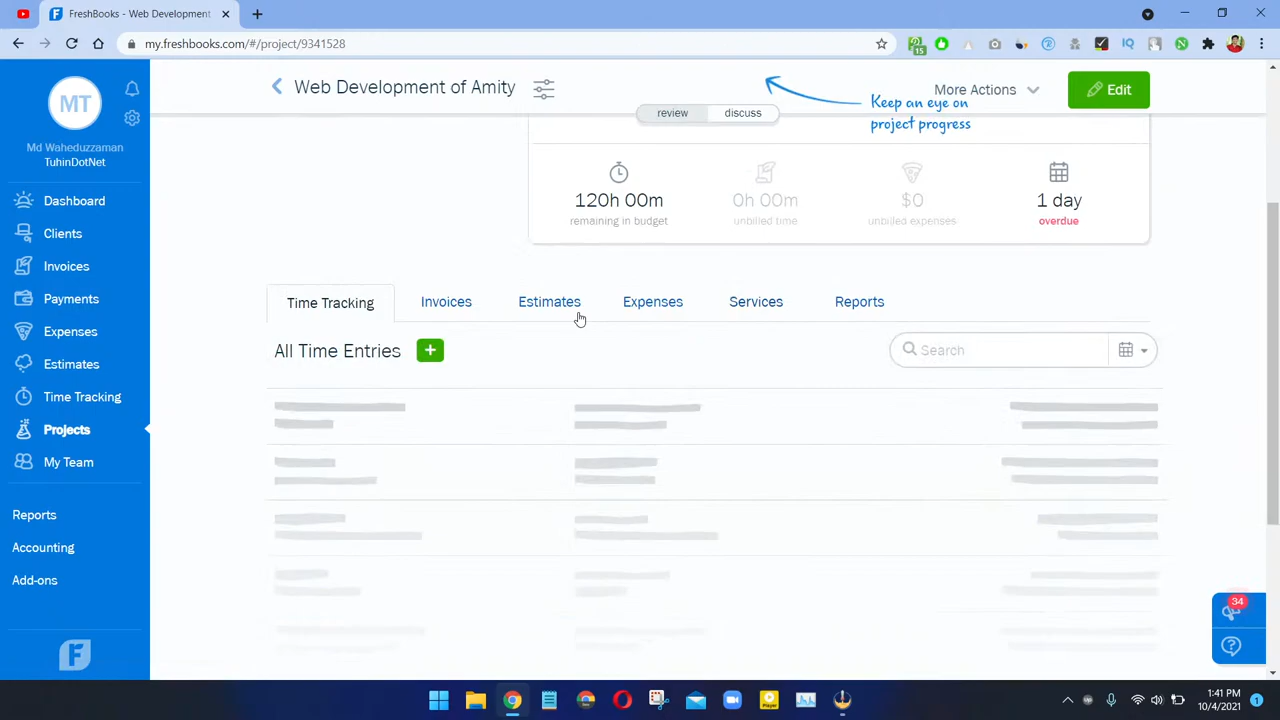 FreshBooks - Web Development
my.freshbooks.com/#/project/9341528
15
MT
Md Waheduzzaman
TuhinDotNet
Dashboard
Clients
Invoices
Payments
Expenses
Estimates
Time Tracking
Projects
My Team
Reports
Accounting
Add-ons
Web Development of Amity
review
discuss
Keep an eye on
project progress
More Actions
Edit
120h 00m
remaining in budget
0h 00m
unbilled time
$0
unbilled expenses
1 day
overdue
Time Tracking
Invoices
Estimates
Expenses
Services
Reports
All Time Entries
Search
34
Player
1:41 PM
10/4/2021
1